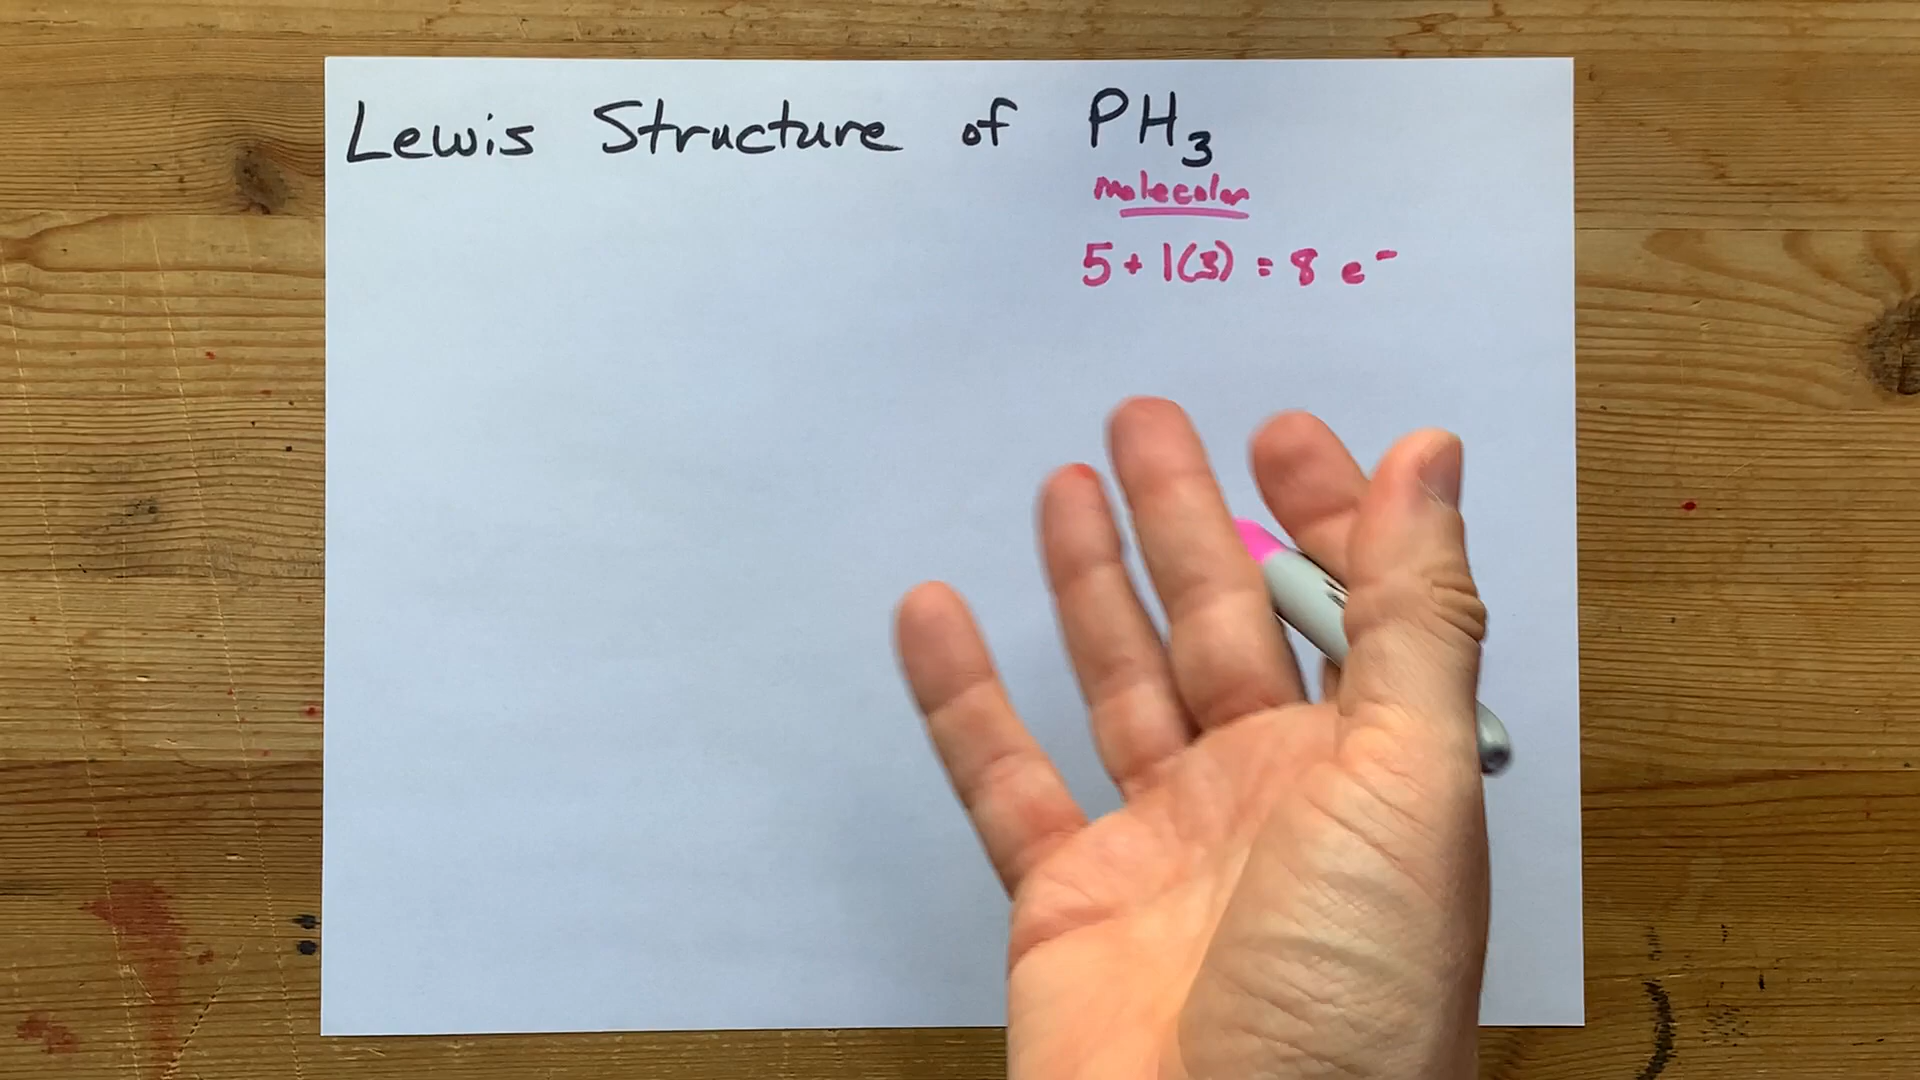 Lewis Structure of PH₃
molecular
5 + 1(3) = 8 e⁻